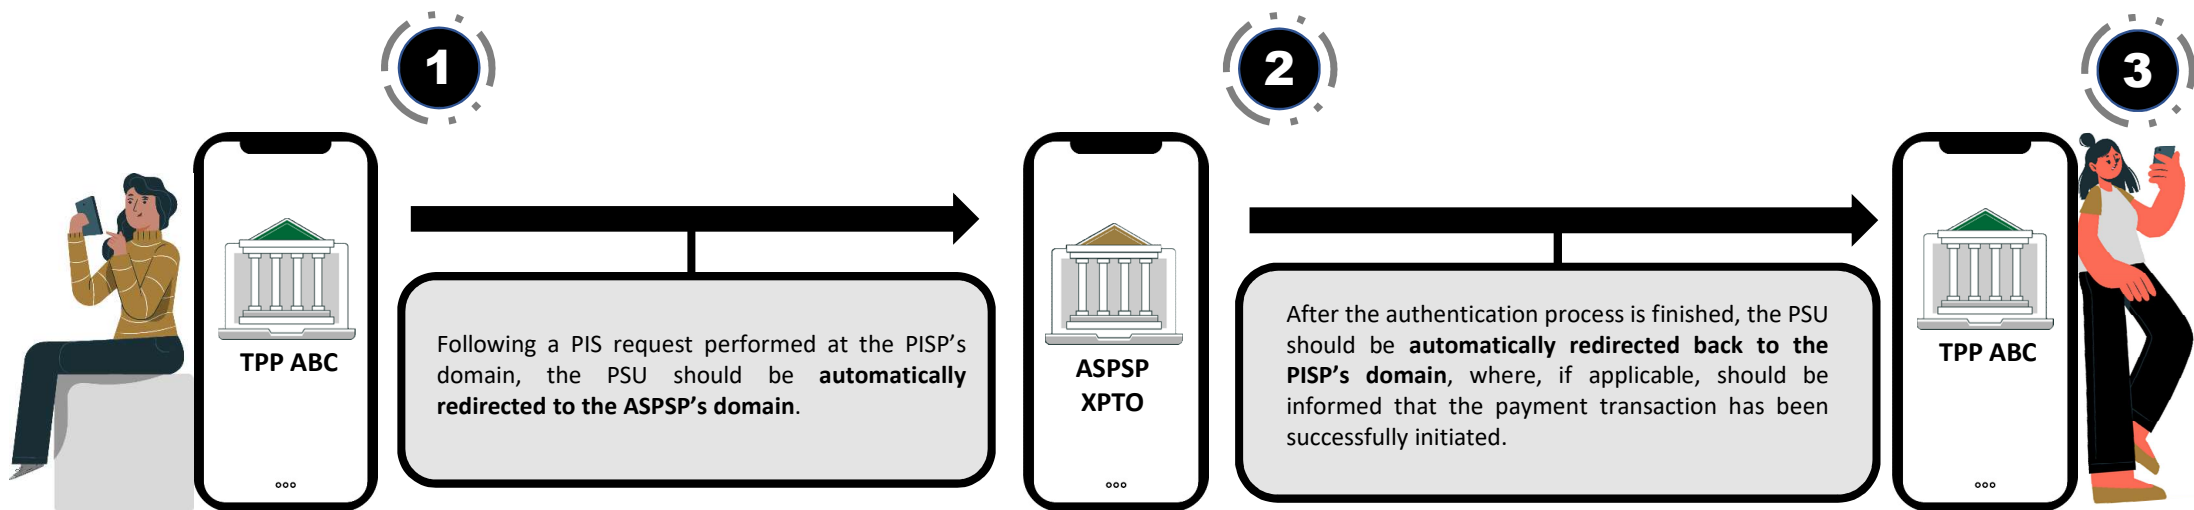 1
2
3
TPP ABC
Following a PIS request performed at the PISP’s
domain, the PSU should be automatically
redirected to the ASPSP’s domain.
ASPSP
XPTO
After the authentication process is finished, the PSU
should be automatically redirected back to the
PISP’s domain, where, if applicable, should be
informed that the payment transaction has been
successfully initiated.
TPP ABC